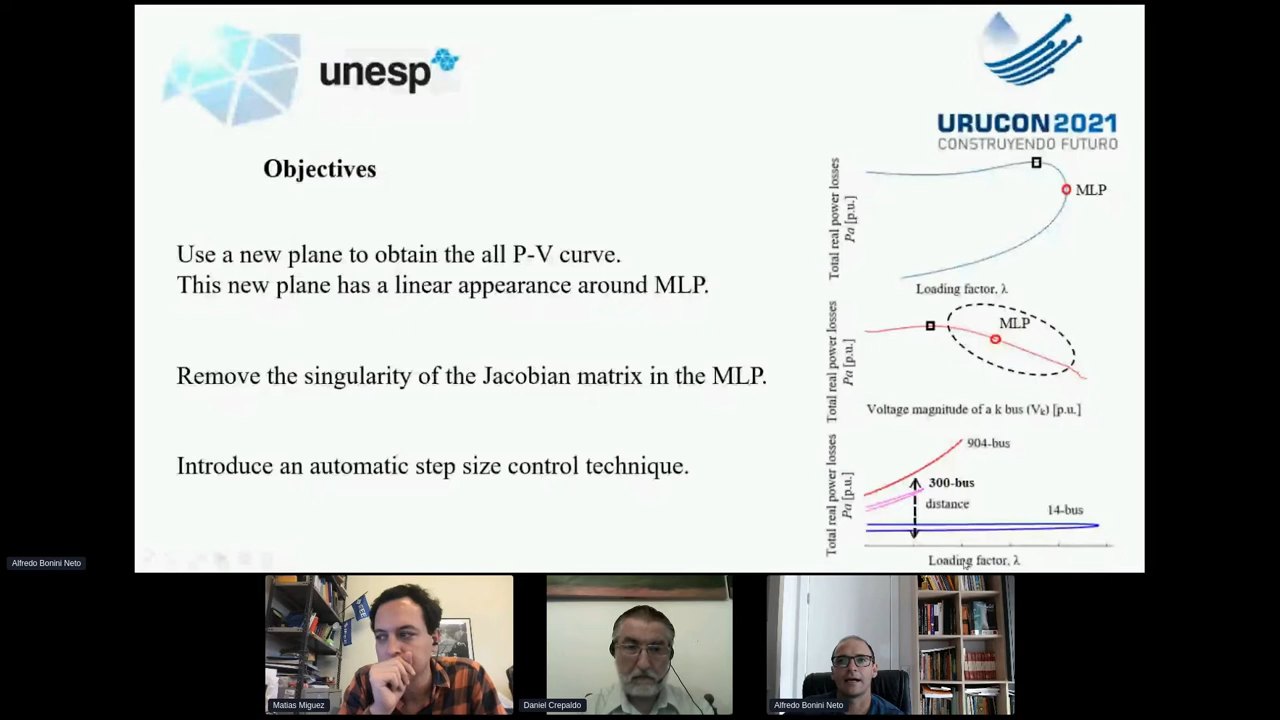 unesp
URUCON 2021
CONSTRUYENDO FUTURO
Objectives
Use a new plane to obtain the all P-V curve.
This new plane has a linear appearance around MLP.
Remove the singularity of the Jacobian matrix in the MLP.
Introduce an automatic step size control technique.
Total real power losses
Pa [p.u.]
MLP
Loading factor, λ
Total real power losses
Pa [p.u.]
MLP
Voltage magnitude of a k bus (Vk) [p.u.]
Total real power losses
Pa [p.u.]
904-bus
300-bus
distance
14-bus
Loading factor, λ
Alfredo Bonini Neto
Matias Miguez
Daniel Crepaldo
Alfredo Bonini Neto